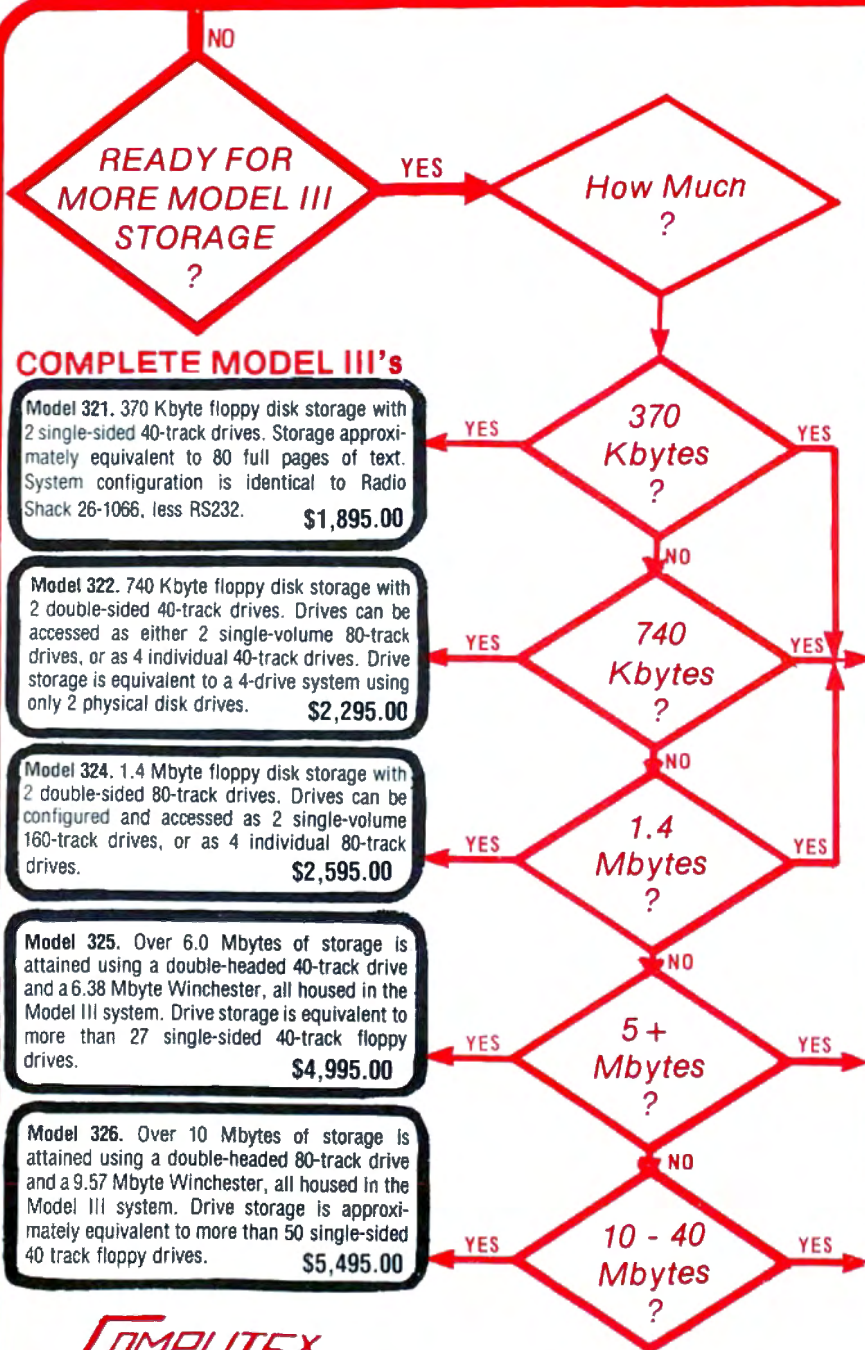 NO
READY FOR
MORE MODEL III
STORAGE
?
YES
How Much
?
COMPLETE MODEL III's
Model 321. 370 Kbyte floppy disk storage with
2 single-sided 40-track drives. Storage approxi-
mately equivalent to 80 full pages of text.
System configuration is identical to Radio
Shack 26-1066, less RS232. $1,895.00
YES
370
Kbytes
?
YES
NO
Model 322. 740 Kbyte floppy disk storage with
2 double-sided 40-track drives. Drives can be
accessed as either 2 single-volume 80-track
drives, or as 4 individual 40-track drives. Drive
storage is equivalent to a 4-drive system using
only 2 physical disk drives. $2,295.00
YES
740
Kbytes
?
YES
NO
Model 324. 1.4 Mbyte floppy disk storage with
2 double-sided 80-track drives. Drives can be
configured and accessed as 2 single-volume
160-track drives, or as 4 individual 80-track
drives. $2,595.00
YES
1.4
Mbytes
?
YES
NO
Model 325. Over 6.0 Mbytes of storage is
attained using a double-headed 40-track drive
and a 6.38 Mbyte Winchester, all housed in the
Model III system. Drive storage is equivalent to
more than 27 single-sided 40-track floppy
drives. $4,995.00
YES
5+
Mbytes
?
YES
NO
Model 326. Over 10 Mbytes of storage is
attained using a double-headed 80-track drive
and a 9.57 Mbyte Winchester, all housed in the
Model III system. Drive storage is approxi-
mately equivalent to more than 50 single-sided
40 track floppy drives. $5,495.00
YES
10 - 40
Mbytes
?
YES
COMPUTEX